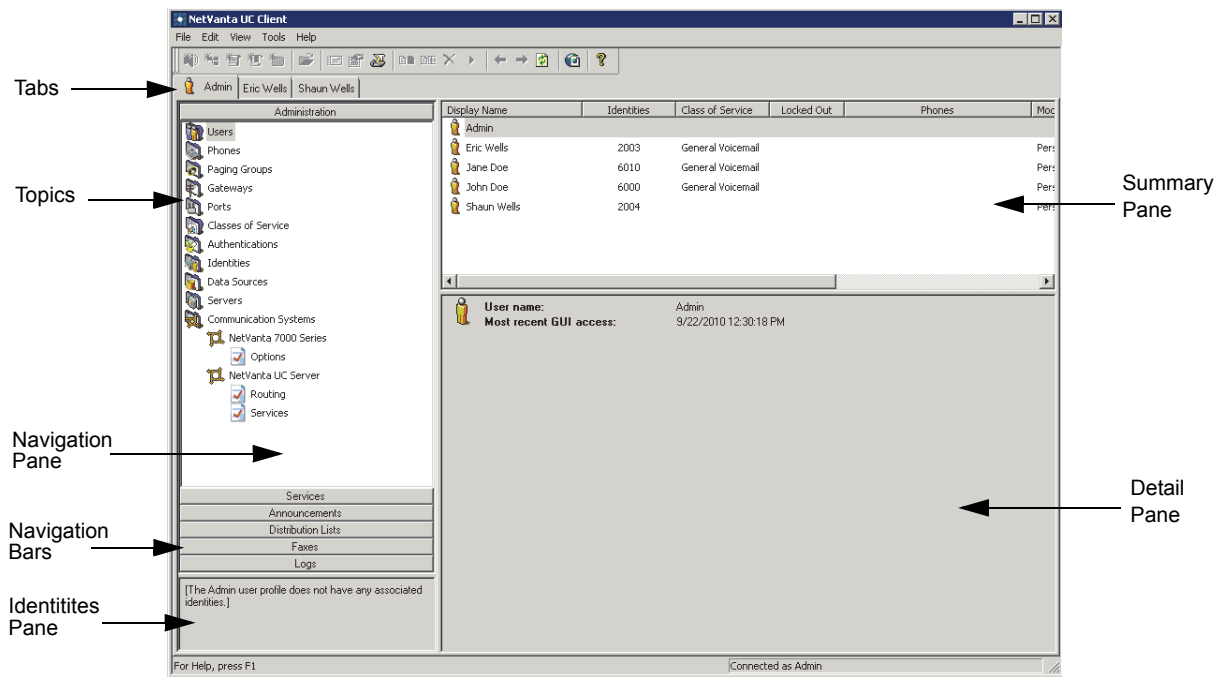 NetVanta UC Client
File Edit View Tools Help
Tabs
Admin Eric Wells Shaun Wells
Administration
Users
Phones
Paging Groups
Topics
Gateways
Ports
Classes of Service
Authentications
Identities
Data Sources
Servers
Communication Systems
NetVanta 7000 Series
Options
NetVanta UC Server
Routing
Services
Navigation
Pane
Services
Announcements
Distribution Lists
Faxes
Logs
Navigation
Bars
[The Admin user profile does not have any associated
identities.]
Identitites
Pane
Display Name Identities Class of Service Locked Out Phones Moc
Admin
Eric Wells 2003 General Voicemail Pers
Jane Doe 6010 General Voicemail Pers
John Doe 6000 General Voicemail Pers
Shaun Wells 2004 Pers
Summary
Pane
User name: Admin
Most recent GUI access: 9/22/2010 12:30:18 PM
Detail
Pane
For Help, press F1 Connected as Admin